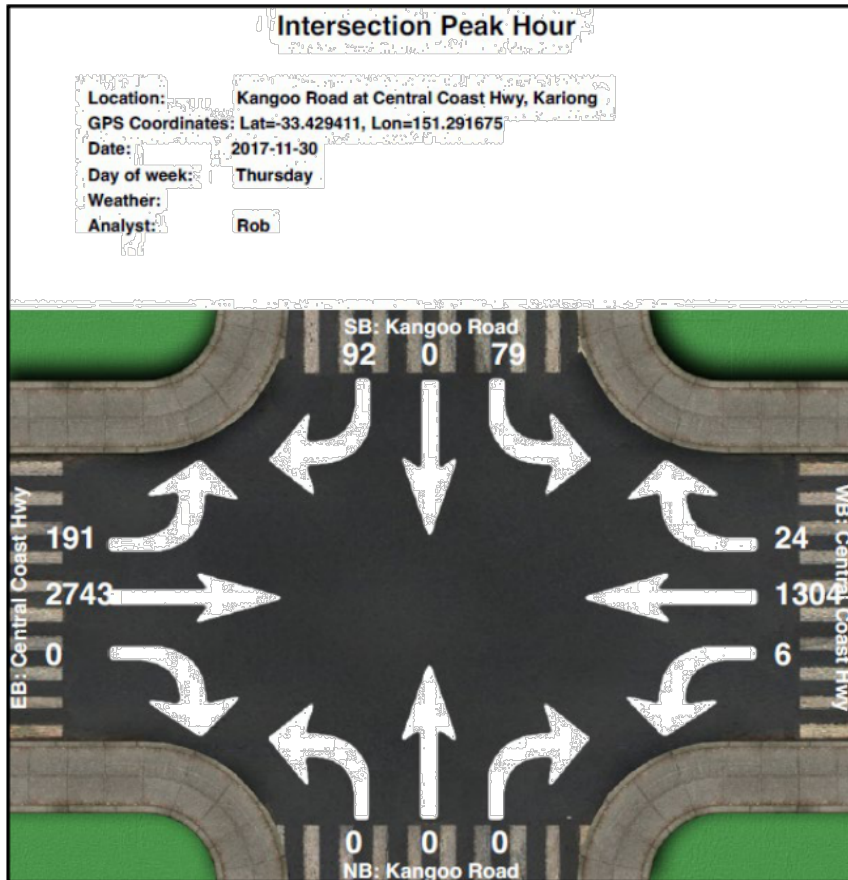 Intersection Peak Hour
Location: Kangoo Road at Central Coast Hwy, Kariong
GPS Coordinates: Lat=-33.429411, Lon=151.291675
Date: 2017-11-30
Day of week: Thursday
Weather:
Analyst: Rob
SB: Kangoo Road
92 0 79
EB: Central Coast Hwy
191
2743
0
24
1304
6
WB: Central Coast Hwy
0 0 0
NB: Kangoo Road